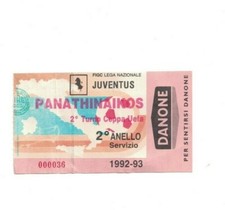 FIGC LEGA NAZIONALE
JUVENTUS
PANATHINAIKOS
2° Turno Coppa Uefa
2° ANELLO
Servizio
000036
1992-93
DANONE
PER SENTIRSI DANONE